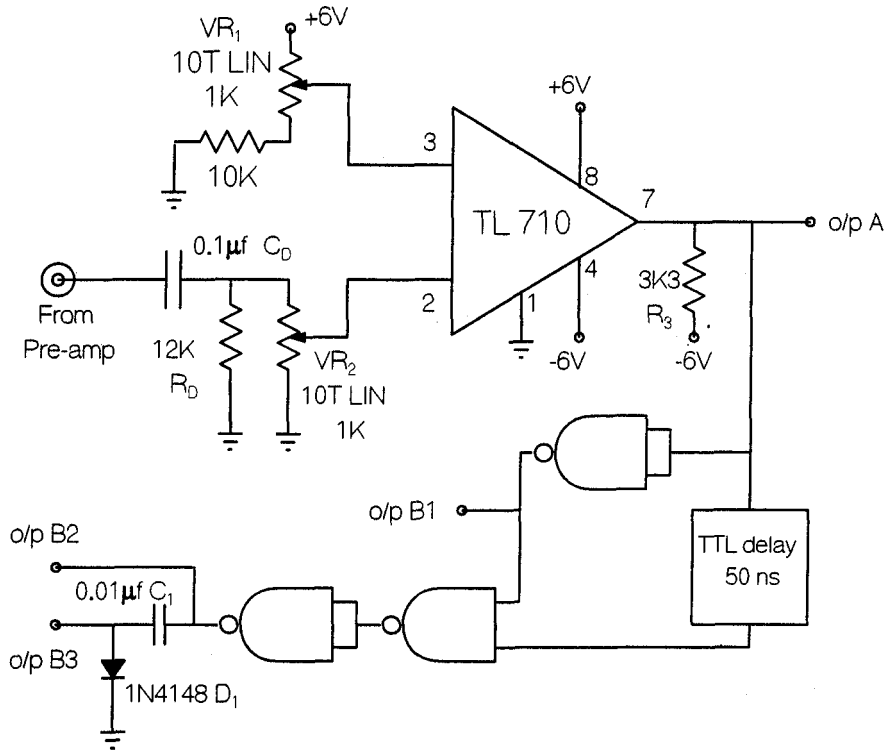 +6V
VR1
10T LIN
1K
10K
+6V
3
8
7
TL 710
o/p A
0.1μf CD
2
1
4
3K3
R3
-6V
-6V
From
Pre-amp
12K
RD
VR2
10T LIN
1K
o/p B1
TTL delay
50 ns
o/p B2
0.01μf C1
o/p B3
1N4148 D1